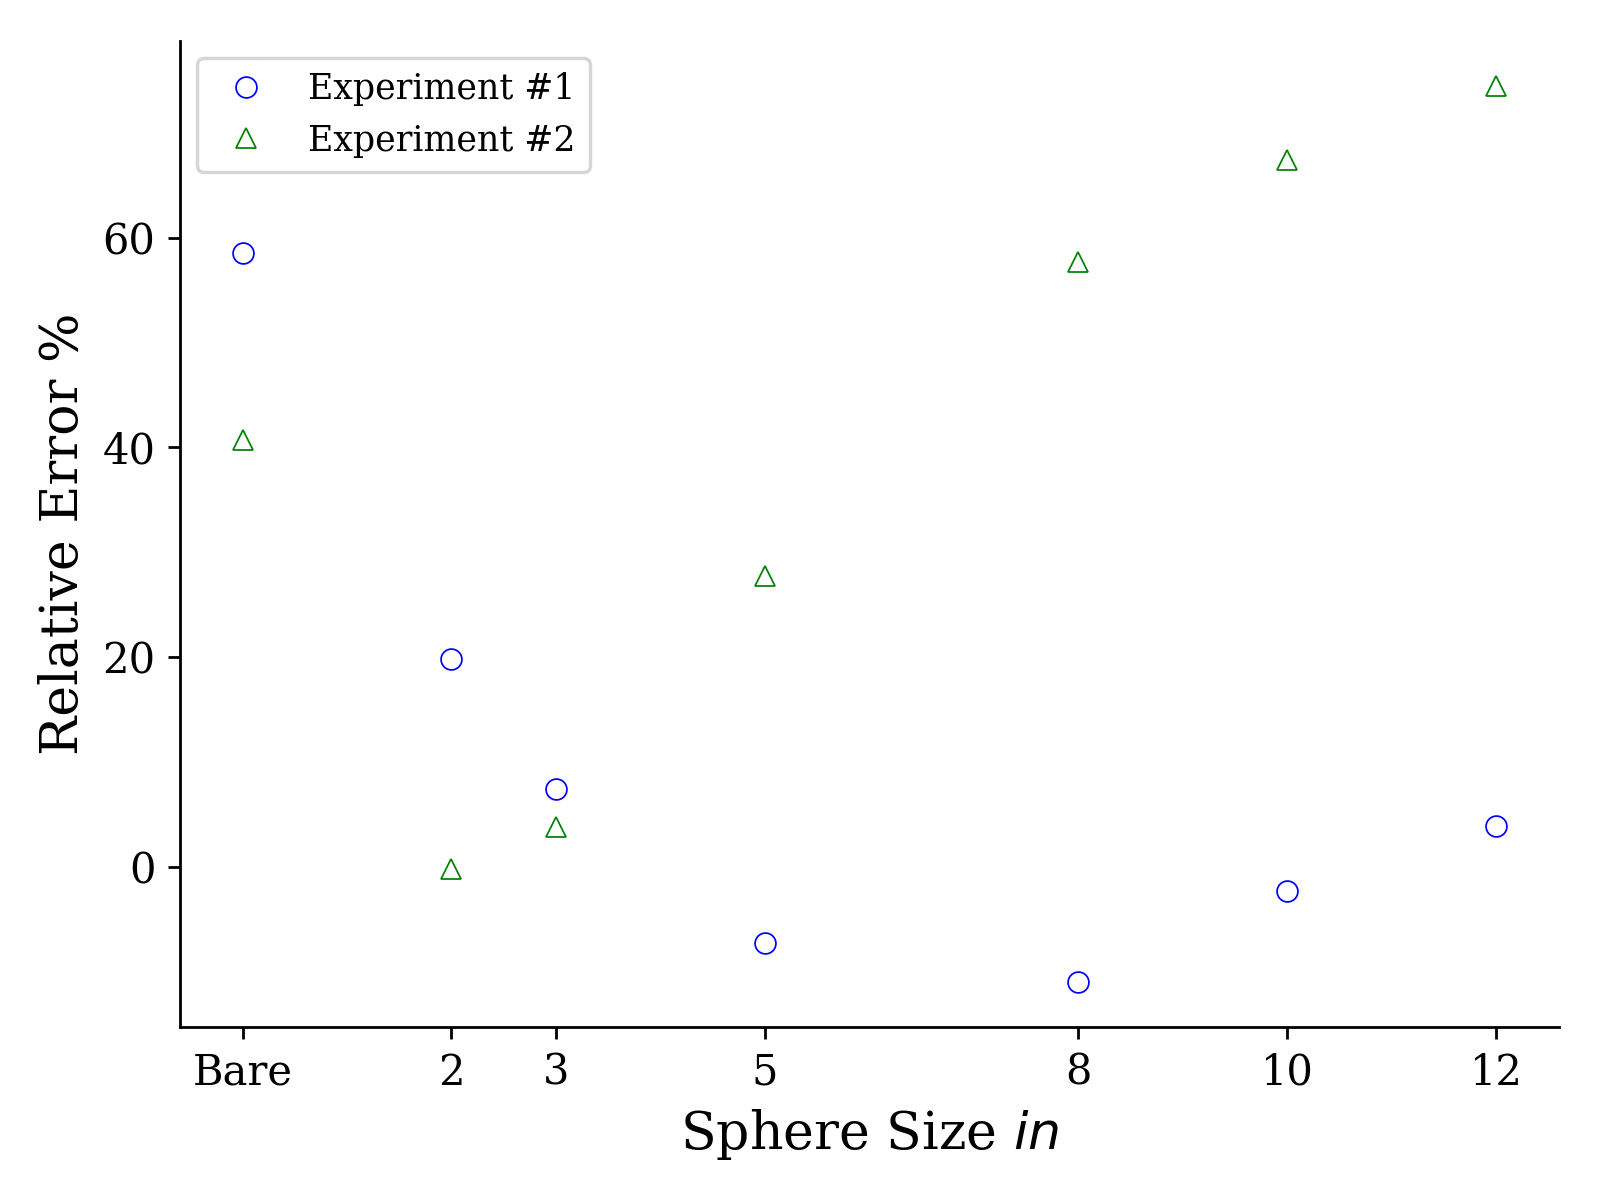 Experiment #1
Experiment #2
Relative Error %
60
40
20
0
Bare 2 3 5 8 10 12
Sphere Size in